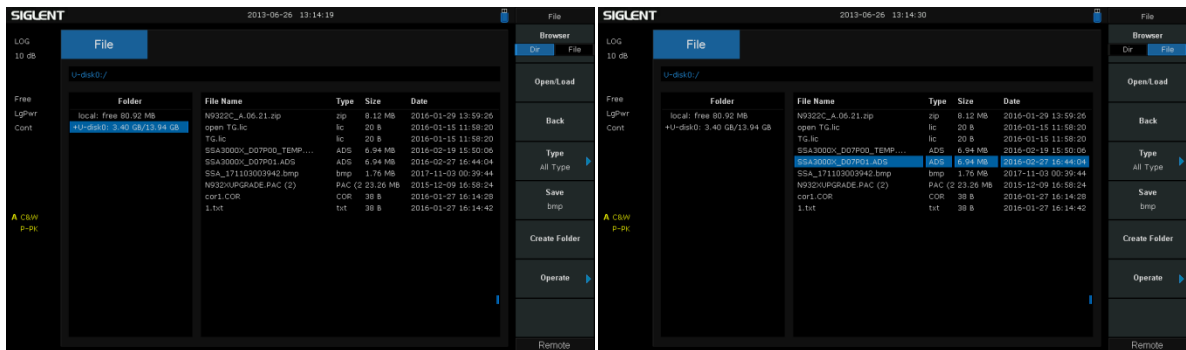 SIGLENT 2013-06-26 13:14:19 File
LOG
10 dB
File
Browser
Dir File
U-disk0:/
Open/Load
Free
LgPwr
Cont
Folder File Name Type Size Date
local: free 80.92 MB N9322C_A.06.21.zip zip 8.12 MB 2016-01-29 13:59:26
+U-disk0: 3.40 GB/13.94 GB open TG.lic lic 20 B 2016-01-15 11:58:20
TG.lic lic 20 B 2016-01-15 11:58:20
SSA3000X_D07P00_TEMP.... ADS 6.94 MB 2016-02-19 15:50:06
SSA3000X_D07P01.ADS ADS 6.94 MB 2016-02-27 16:44:04
SSA_171103003942.bmp bmp 1.76 MB 2017-11-03 00:39:44
N932XUPGRADE.PAC (2) PAC (2 23.26 MB 2015-12-09 16:58:24
cor1.COR COR 38 B 2016-01-27 16:14:28
1.txt txt 38 B 2016-01-27 16:14:42
Back
Type
All Type
Save
bmp
A C&W
P-PK
Create Folder
Operate
Remote
SIGLENT 2013-06-26 13:14:30 File
LOG
10 dB
File
Browser
Dir File
U-disk0:/
Open/Load
Free
LgPwr
Cont
Folder File Name Type Size Date
local: free 80.92 MB N9322C_A.06.21.zip zip 8.12 MB 2016-01-29 13:59:26
+U-disk0: 3.40 GB/13.94 GB open TG.lic lic 20 B 2016-01-15 11:58:20
TG.lic lic 20 B 2016-01-15 11:58:20
SSA3000X_D07P00_TEMP.... ADS 6.94 MB 2016-02-19 15:50:06
SSA3000X_D07P01.ADS ADS 6.94 MB 2016-02-27 16:44:04
SSA_171103003942.bmp bmp 1.76 MB 2017-11-03 00:39:44
N932XUPGRADE.PAC (2) PAC (2 23.26 MB 2015-12-09 16:58:24
cor1.COR COR 38 B 2016-01-27 16:14:28
1.txt txt 38 B 2016-01-27 16:14:42
Back
Type
All Type
Save
bmp
A C&W
P-PK
Create Folder
Operate
Remote